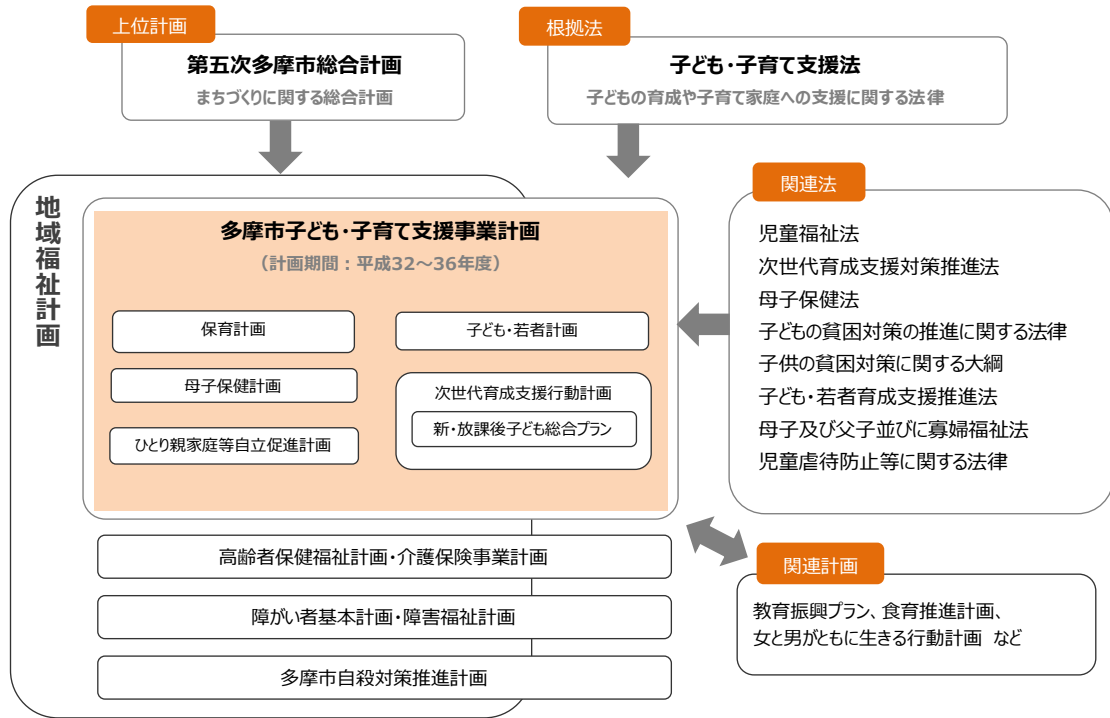 上位計画
第五次多摩市総合計画
まちづくりに関する総合計画
根拠法
子ども・子育て支援法
子どもの育成や子育て家庭への支援に関する法律
地域福祉計画
多摩市子ども・子育て支援事業計画
（計画期間：平成32～36年度）
保育計画
母子保健計画
ひとり親家庭等自立促進計画
子ども・若者計画
次世代育成支援行動計画
新・放課後子ども総合プラン
関連法
児童福祉法
次世代育成支援対策推進法
母子保健法
子どもの貧困対策の推進に関する法律
子供の貧困対策に関する大綱
子ども・若者育成支援推進法
母子及び父子並びに寡婦福祉法
児童虐待防止等に関する法律
高齢者保健福祉計画・介護保険事業計画
障がい者基本計画・障害福祉計画
多摩市自殺対策推進計画
関連計画
教育振興プラン、食育推進計画、
女と男がともに生きる行動計画 など